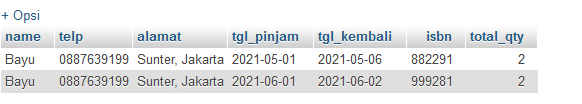 + Opsi
name telp alamat tgl_pinjam tgl_kembali isbn total_qty
Bayu 0887639199 Sunter, Jakarta 2021-05-01 2021-05-06 882291 2
Bayu 0887639199 Sunter, Jakarta 2021-06-01 2021-06-02 999281 2